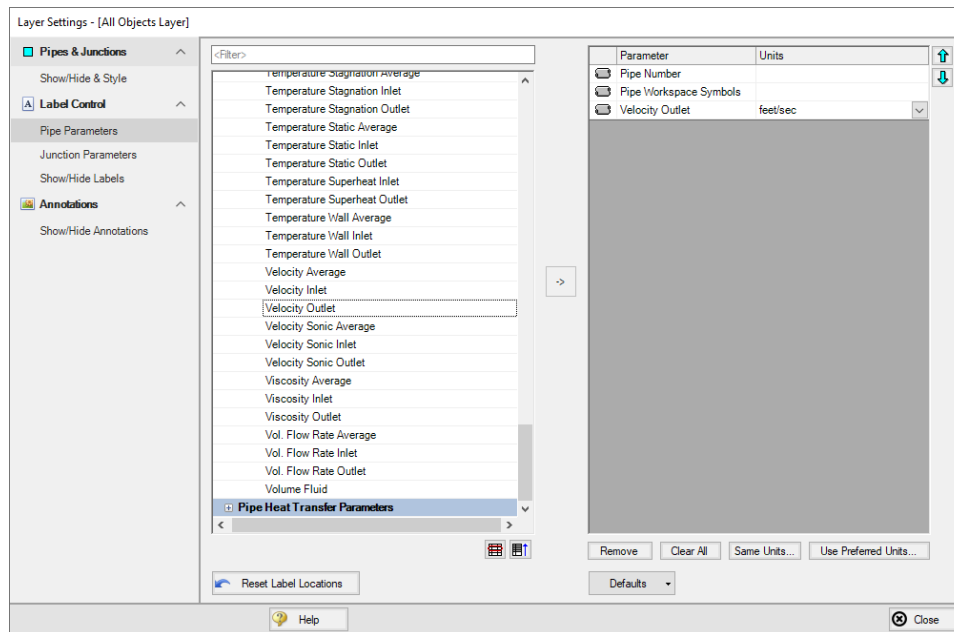 Layer Settings - [All Objects Layer]
Pipes & Junctions
Show/Hide & Style
A Label Control
Pipe Parameters
Junction Parameters
Show/Hide Labels
Annotations
Show/Hide Annotations
<Filter>
Temperature Stagnation Average
Temperature Stagnation Inlet
Temperature Stagnation Outlet
Temperature Static Average
Temperature Static Inlet
Temperature Static Outlet
Temperature Superheat Inlet
Temperature Superheat Outlet
Temperature Wall Average
Temperature Wall Inlet
Temperature Wall Outlet
Velocity Average
Velocity Inlet
Velocity Outlet
Velocity Sonic Average
Velocity Sonic Inlet
Velocity Sonic Outlet
Viscosity Average
Viscosity Inlet
Viscosity Outlet
Vol. Flow Rate Average
Vol. Flow Rate Inlet
Vol. Flow Rate Outlet
Volume Fluid
Pipe Heat Transfer Parameters
Reset Label Locations
->
Parameter Units
Pipe Number
Pipe Workspace Symbols
Velocity Outlet feet/sec
Remove Clear All Same Units... Use Preferred Units...
Defaults
Help Close